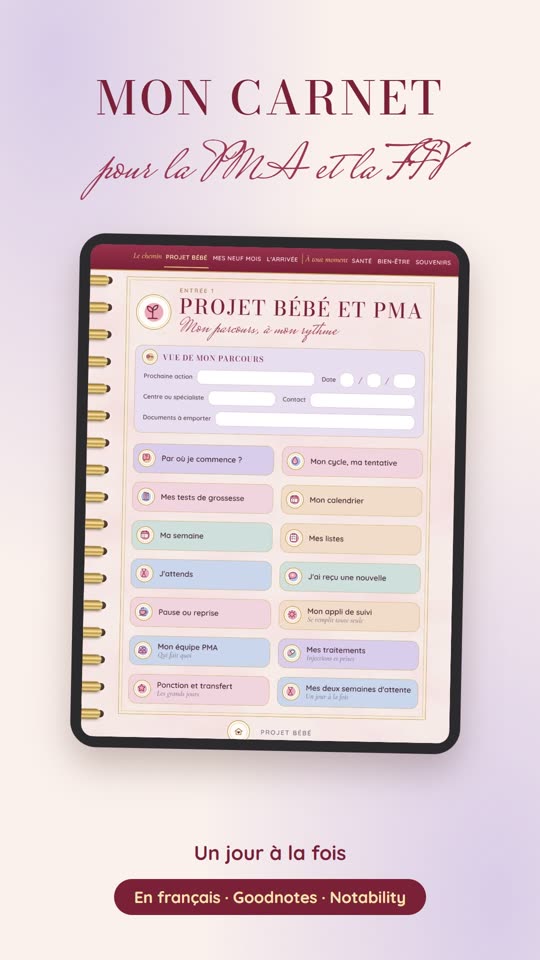 MON CARNET
pour la PMA et la FIV
Le chemin PROJET BÉBÉ MES NEUF MOIS L'ARRIVÉE À tout moment SANTÉ BIEN-ÊTRE SOUVENIRS
ENTRÉE 1
PROJET BÉBÉ ET PMA
Mon parcours, à mon rythme
VUE DE MON PARCOURS
Prochaine action Date / /
Centre ou spécialiste Contact
Documents à emporter
Par où je commence ? Mon cycle, ma tentative
Mes tests de grossesse Mon calendrier
Ma semaine Mes listes
J'attends J'ai reçu une nouvelle
Pause ou reprise Mon appli de suivi
Se remplit toute seule
Mon équipe PMA Mes traitements
Qui fait quoi Injections et prises
Ponction et transfert Mes deux semaines d'attente
Les grands jours Un jour à la fois
PROJET BÉBÉ
Un jour à la fois
En français · Goodnotes · Notability